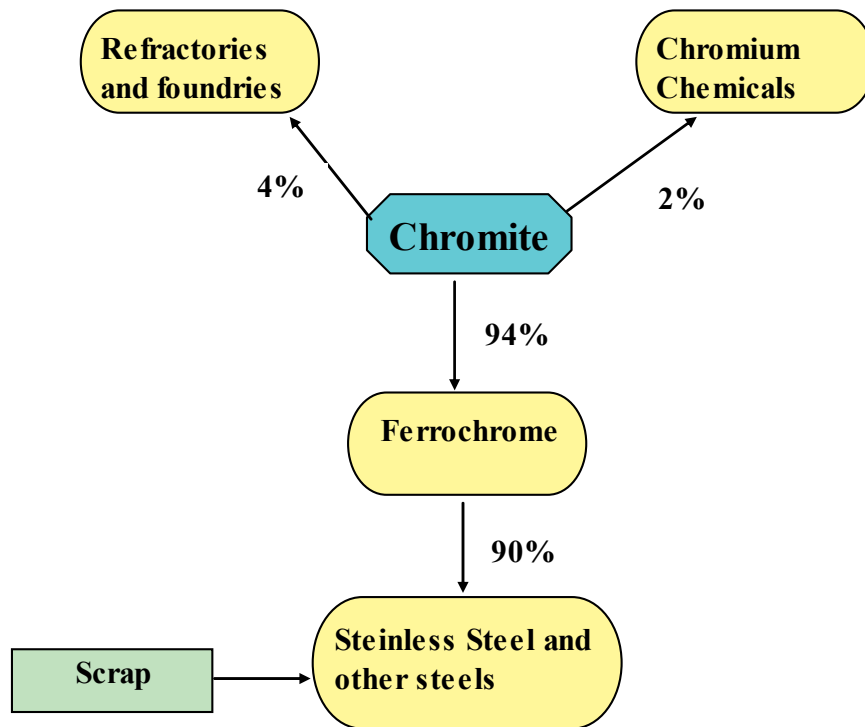 Refractories
and foundries
Chromium
Chemicals
4%
2%
Chromite
94%
Ferrochrome
90%
Steinless Steel and
other steels
Scrap